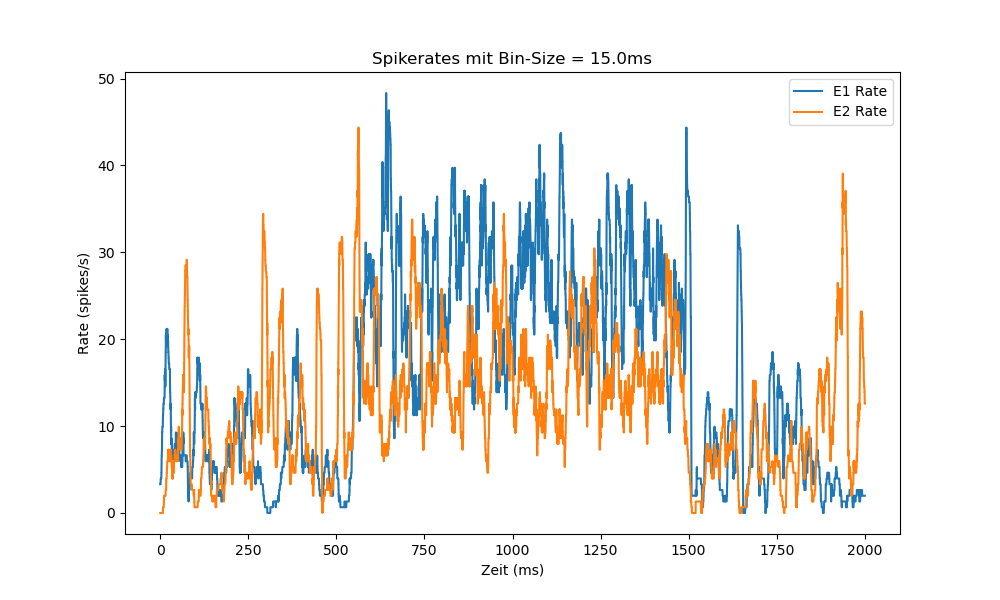 Spikerates mit Bin-Size = 15.0ms
E1 Rate
E2 Rate
Rate (spikes/s)
50
40
30
20
10
0
0 250 500 750 1000 1250 1500 1750 2000
Zeit (ms)